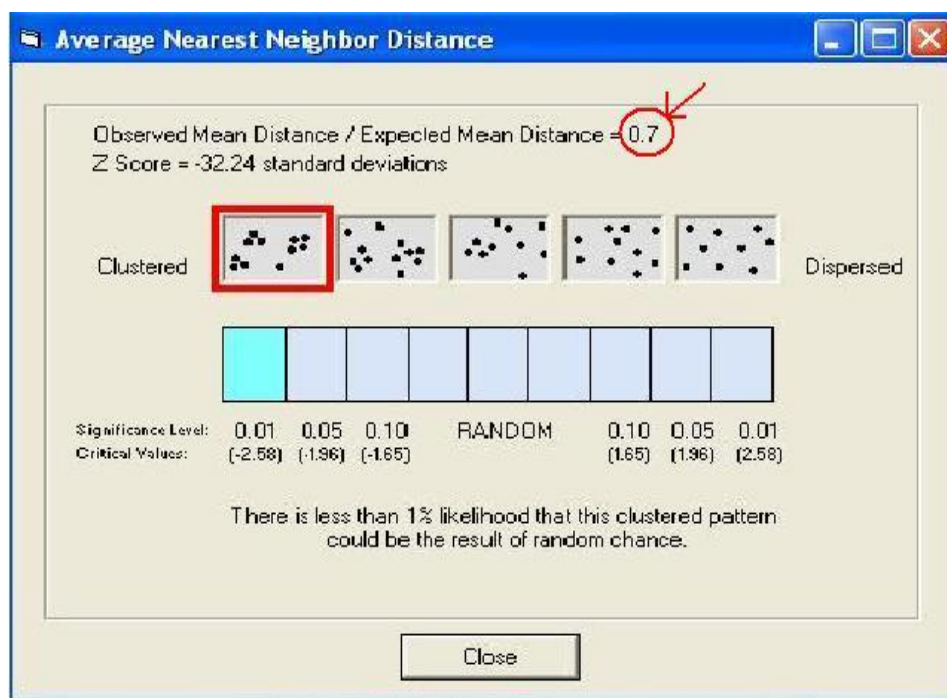 Average Nearest Neighbor Distance
Observed Mean Distance / Expected Mean Distance = 0.7
Z Score = -32.24 standard deviations
Clustered
Dispersed
Significance Level: 0.01 0.05 0.10 RANDOM 0.10 0.05 0.01
Critical Values: (-2.58) (-1.96) (-1.65) (1.65) (1.96) (2.58)
There is less than 1% likelihood that this clustered pattern
could be the result of random chance.
Close